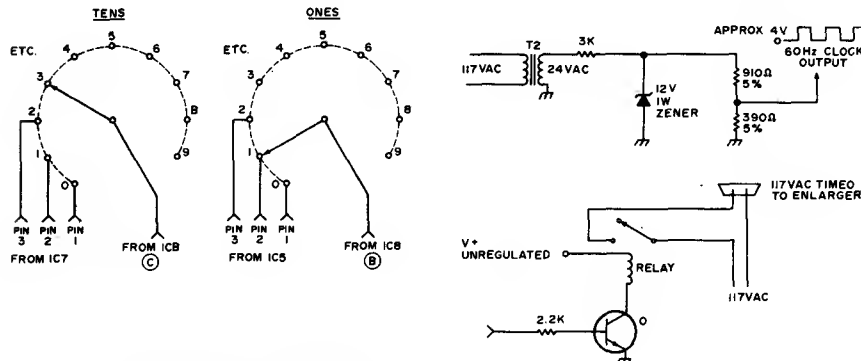 TENS
ETC.
0
1
2
3
4
5
6
7
8
9
PIN 3
PIN 2
PIN 1
FROM IC7
FROM IC8
C
ONES
ETC.
0
1
2
3
4
5
6
7
8
9
PIN 3
PIN 2
PIN 1
FROM IC5
FROM IC8
B
117VAC
T2
24VAC
3K
12V
1W
ZENER
910Ω
5%
390Ω
5%
APPROX 4V
60Hz CLOCK
OUTPUT
117VAC TIMED
TO ENLARGER
V+
UNREGULATED
RELAY
117VAC
2.2K
Q